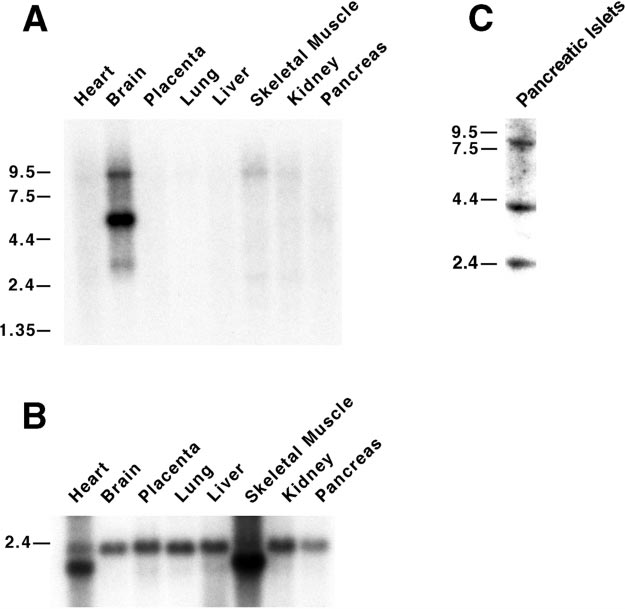 A
Heart
Brain
Placenta
Lung
Liver
Skeletal Muscle
Kidney
Pancreas
9.5
7.5
4.4
2.4
1.35
C
Pancreatic Islets
9.5
7.5
4.4
2.4
B
Heart
Brain
Placenta
Lung
Liver
Skeletal Muscle
Kidney
Pancreas
2.4